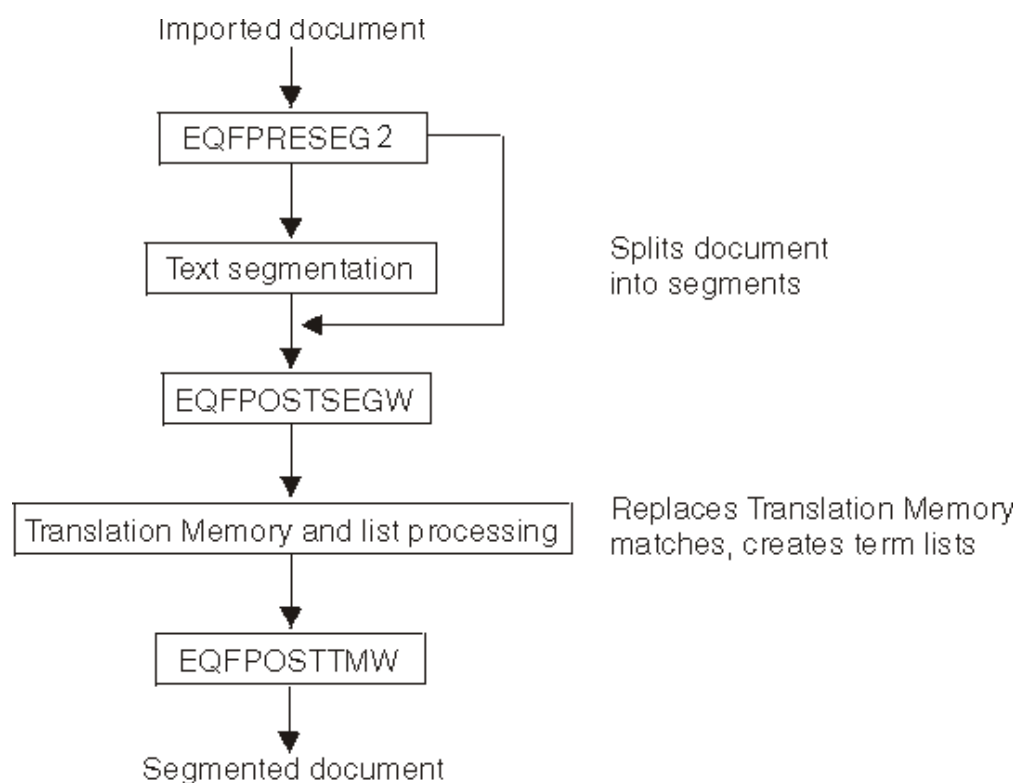 Imported document
EQFPRESEG2
Text segmentation
Splits document
into segments
EQFPOSTSEGW
Translation Memory and list processing
Replaces Translation Memory
matches, creates term lists
EQFPOSTTMW
Segmented document